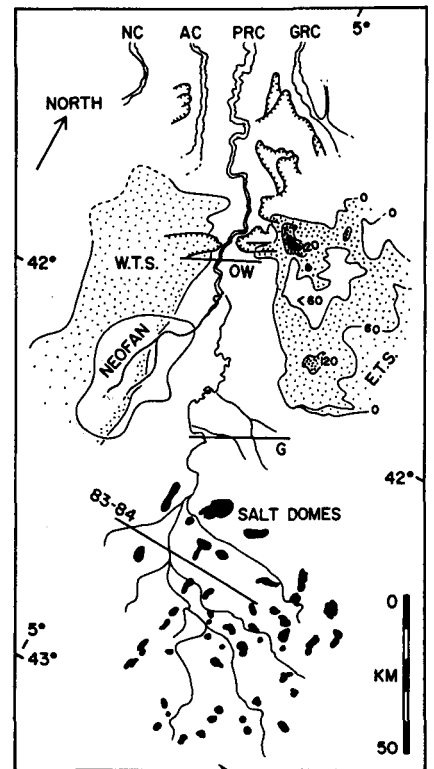 5°
NC AC PRC GRC
NORTH
0
0
W.T.S.
120
42°
OW
<60
60
NEOFAN
E.T.S.
120
0
G
42°
83-84
SALT DOMES
0
5°
43°
KM
50